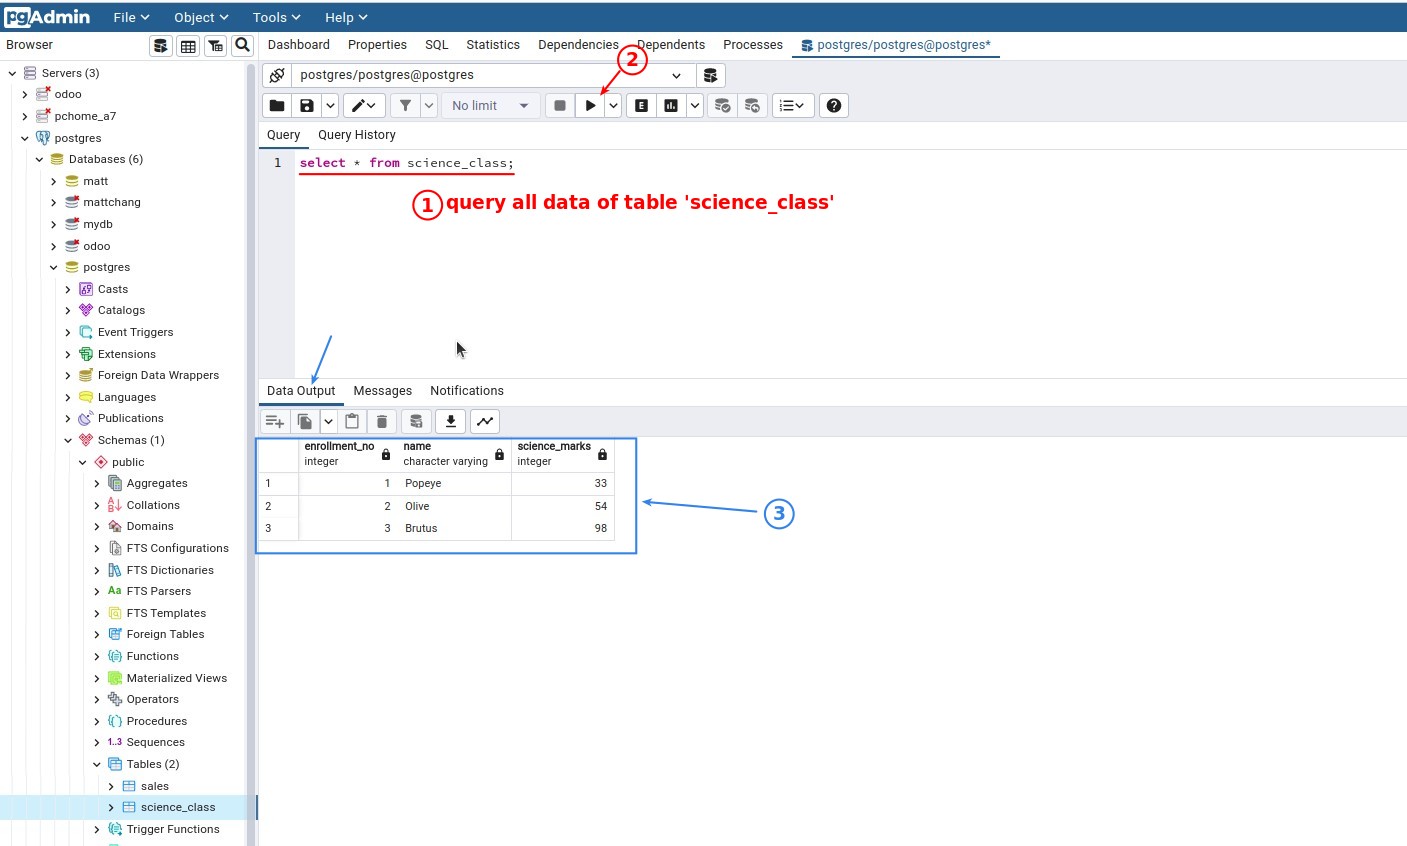 pgAdmin File Object Tools Help
Browser
Dashboard Properties SQL Statistics Dependencies Dependents Processes postgres/postgres@postgres*
Servers (3)
odoo
pchome_a7
postgres
Databases (6)
matt
mattchang
mydb
odoo
postgres
Casts
Catalogs
Event Triggers
Extensions
Foreign Data Wrappers
Languages
Publications
Schemas (1)
public
Aggregates
Collations
Domains
FTS Configurations
FTS Dictionaries
Aa FTS Parsers
FTS Templates
Foreign Tables
Functions
Materialized Views
Operators
Procedures
1..3 Sequences
Tables (2)
sales
science_class
Trigger Functions
2
postgres/postgres@postgres
No limit E
Query Query History
1 select * from science_class;
1 query all data of table 'science_class'
Data Output Messages Notifications
enrollment_no name science_marks
integer character varying integer
1 1 Popeye 33
2 2 Olive 54
3 3 Brutus 98
3